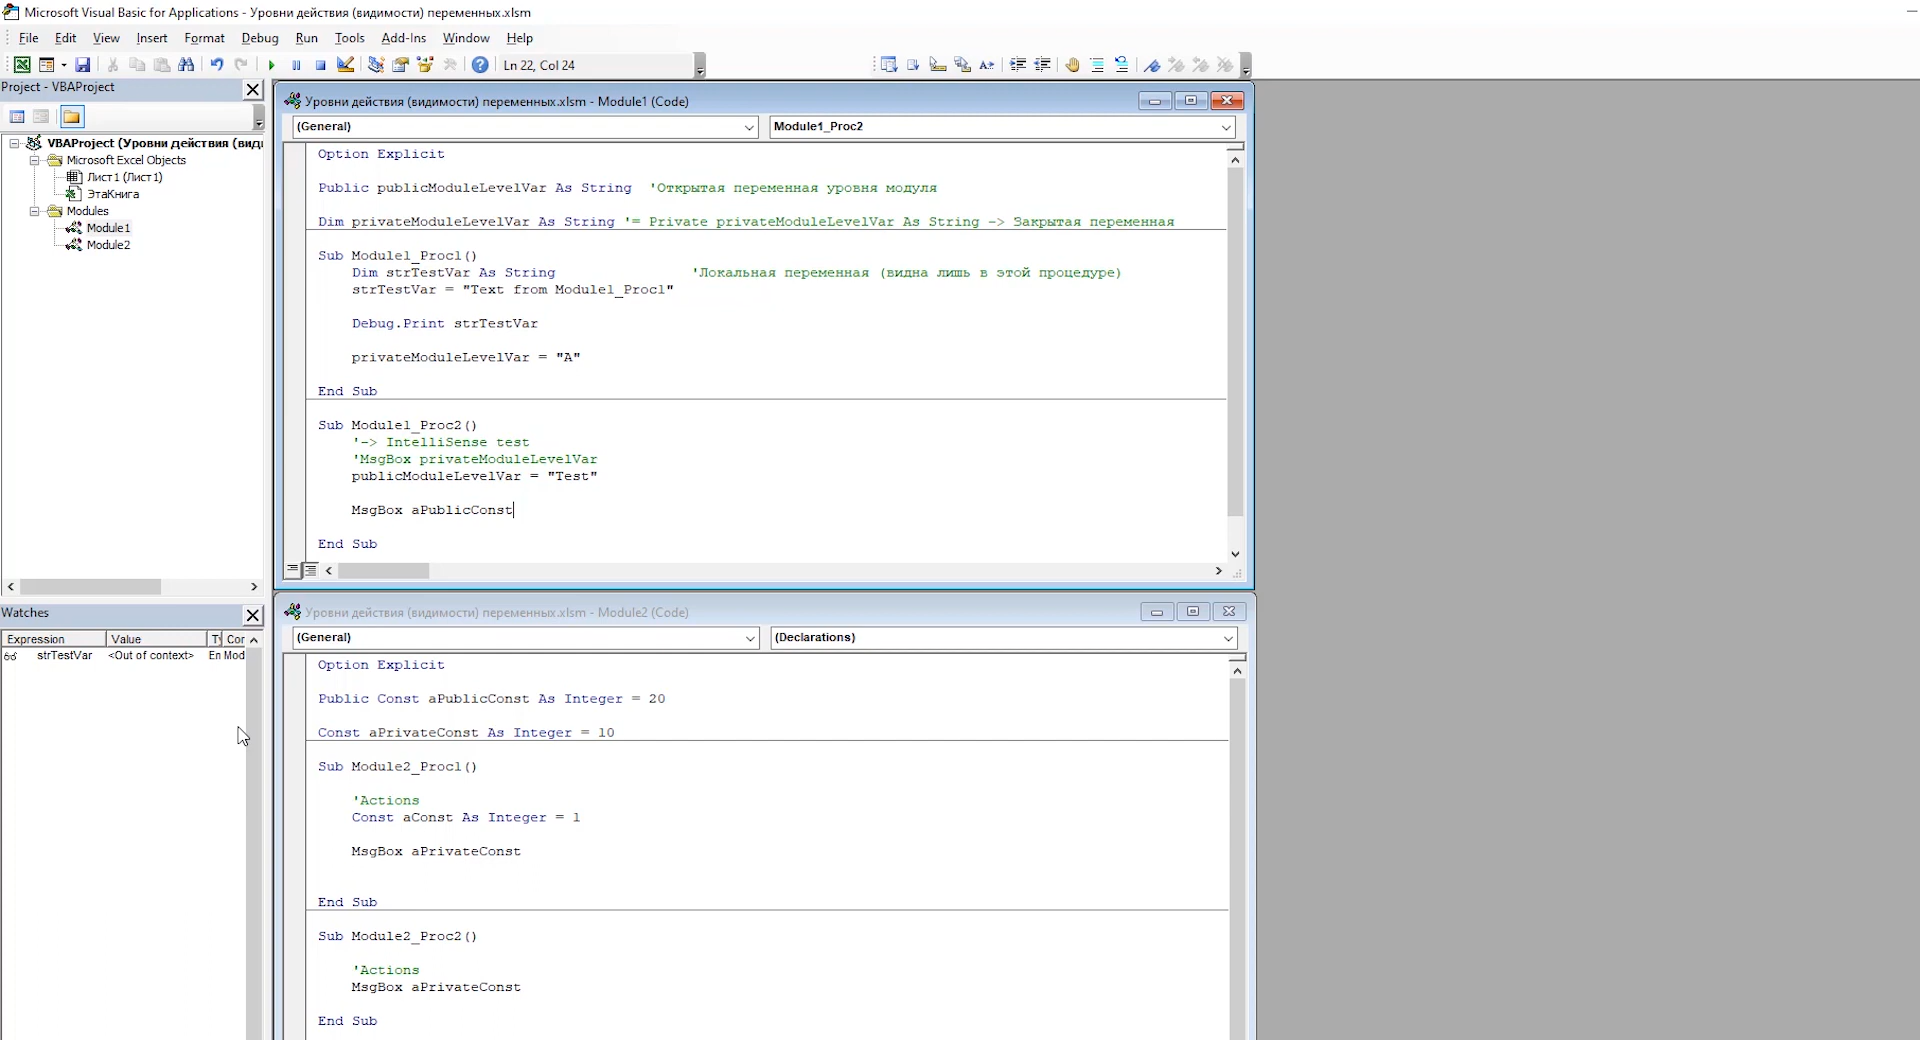 Microsoft Visual Basic for Applications - Уровни действия (видимости) переменных.xlsm
File Edit View Insert Format Debug Run Tools Add-Ins Window Help
Ln 22, Col 24
Project - VBAProject
VBAProject (Уровни действия (вид
Microsoft Excel Objects
Лист1 (Лист1)
ЭтаКнига
Modules
Module1
Module2
Уровни действия (видимости) переменных.xlsm - Module1 (Code)
(General) Module1_Proc2
Option Explicit
Public publicModuleLevelVar As String 'Открытая переменная уровня модуля
Dim privateModuleLevelVar As String '= Private privateModuleLevelVar As String -> Закрытая переменная
Sub Module1_Proc1()
Dim strTestVar As String 'Локальная переменная (видна лишь в этой процедуре)
strTestVar = "Text from Module1_Proc1"
Debug.Print strTestVar
privateModuleLevelVar = "A"
End Sub
Sub Module1_Proc2()
'-> IntelliSense test
'MsgBox privateModuleLevelVar
publicModuleLevelVar = "Test"
MsgBox aPublicConst
End Sub
Watches
Expression Value Ty Cor
strTestVar <Out of context> En Mod
Уровни действия (видимости) переменных.xlsm - Module2 (Code)
(General) (Declarations)
Option Explicit
Public Const aPublicConst As Integer = 20
Const aPrivateConst As Integer = 10
Sub Module2_Proc1()
'Actions
Const aConst As Integer = 1
MsgBox aPrivateConst
End Sub
Sub Module2_Proc2()
'Actions
MsgBox aPrivateConst
End Sub